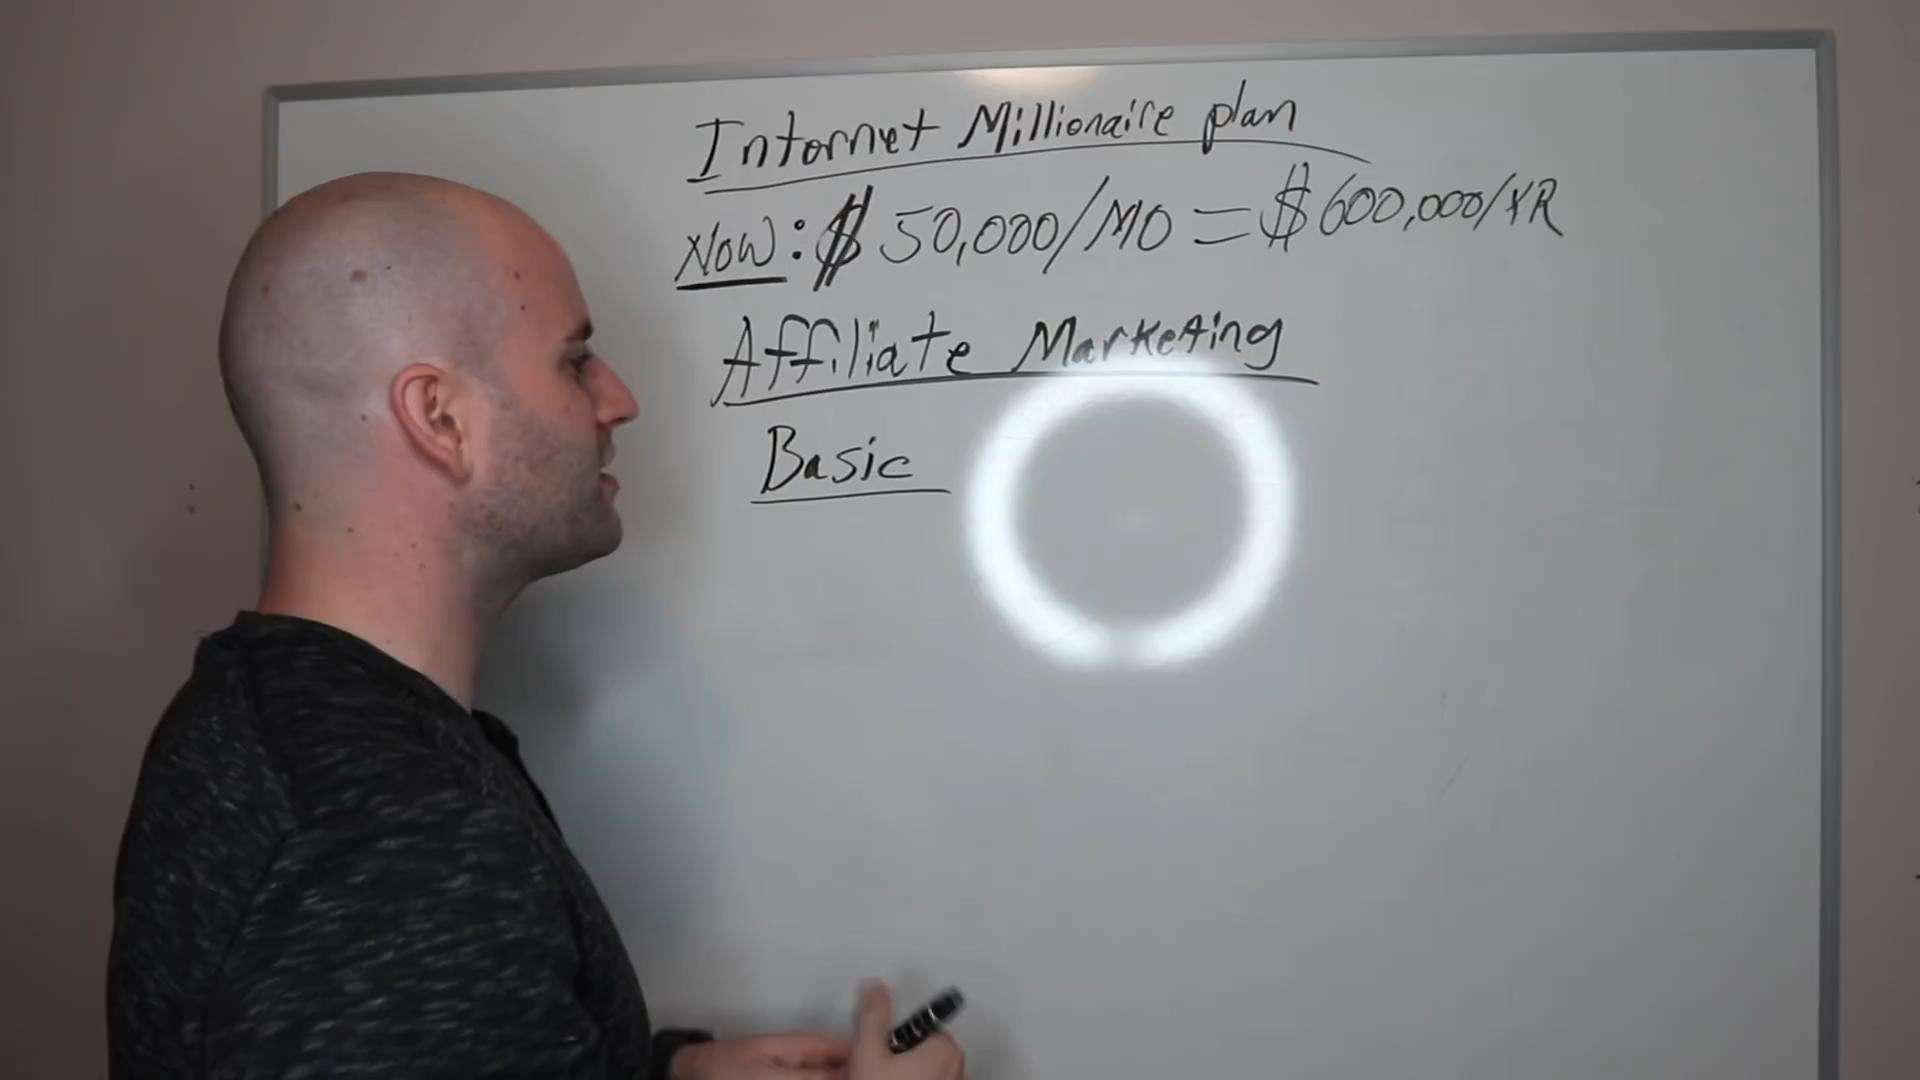 Internet Millionaire plan
NOW: $ 50,000/MO = $600,000/YR
Affiliate Marketing
Basic